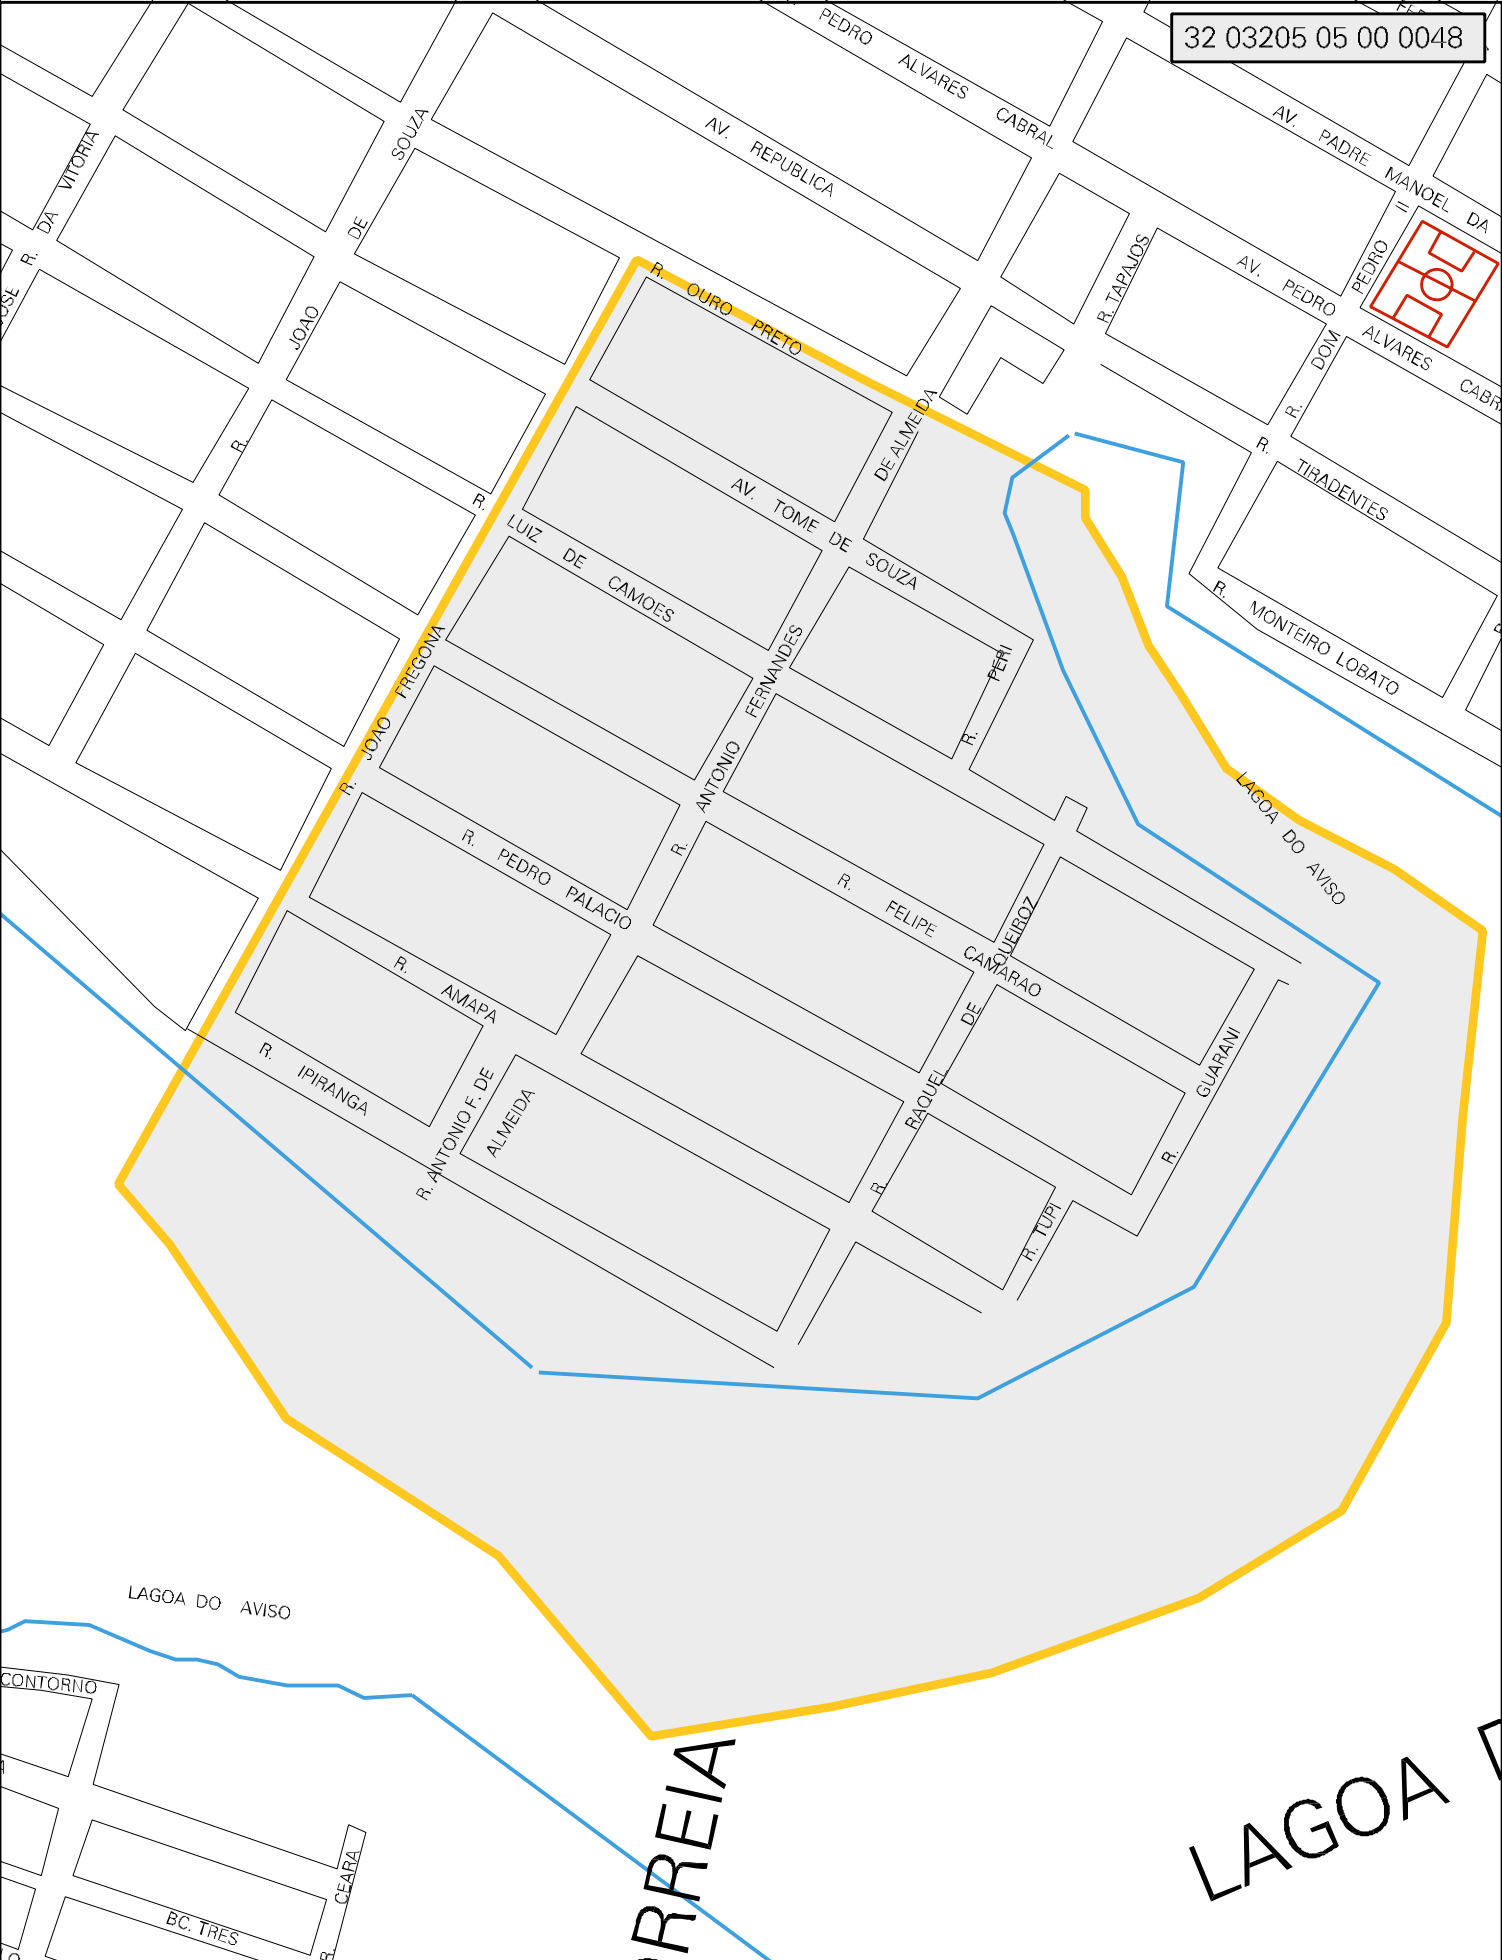 32 03205 05 00 0048
PEDRO ALVARES CABRAL
AV. REPUBLICA
AV. PADRE MANOEL DA
R. DA VITORIA
R. JOAO DE SOUZA
R. TAPAJOS
AV. PEDRO ALVARES CABR
R. DOM PEDRO II
R. OURO PRETO
R. TIRADENTES
R. MONTEIRO LOBATO
AV. TOME DE SOUZA
R. LUIZ DE CAMOES
R. ANTONIO FERNANDES DE ALMEIDA
R. PERI
R. JOAO FREGONA
LAGOA DO AVISO
R. PEDRO PALACIO
R. FELIPE CAMARAO
R. RAQUEL DE QUEIROZ
R. AMAPA
R. IPIRANGA
R. GUARANI
R. ANTONIO F. DE
ALMEIDA
R. TUPI
LAGOA DO AVISO
CONTORNO
R. CEARA
BC. TRES
RREIA
LAGOA